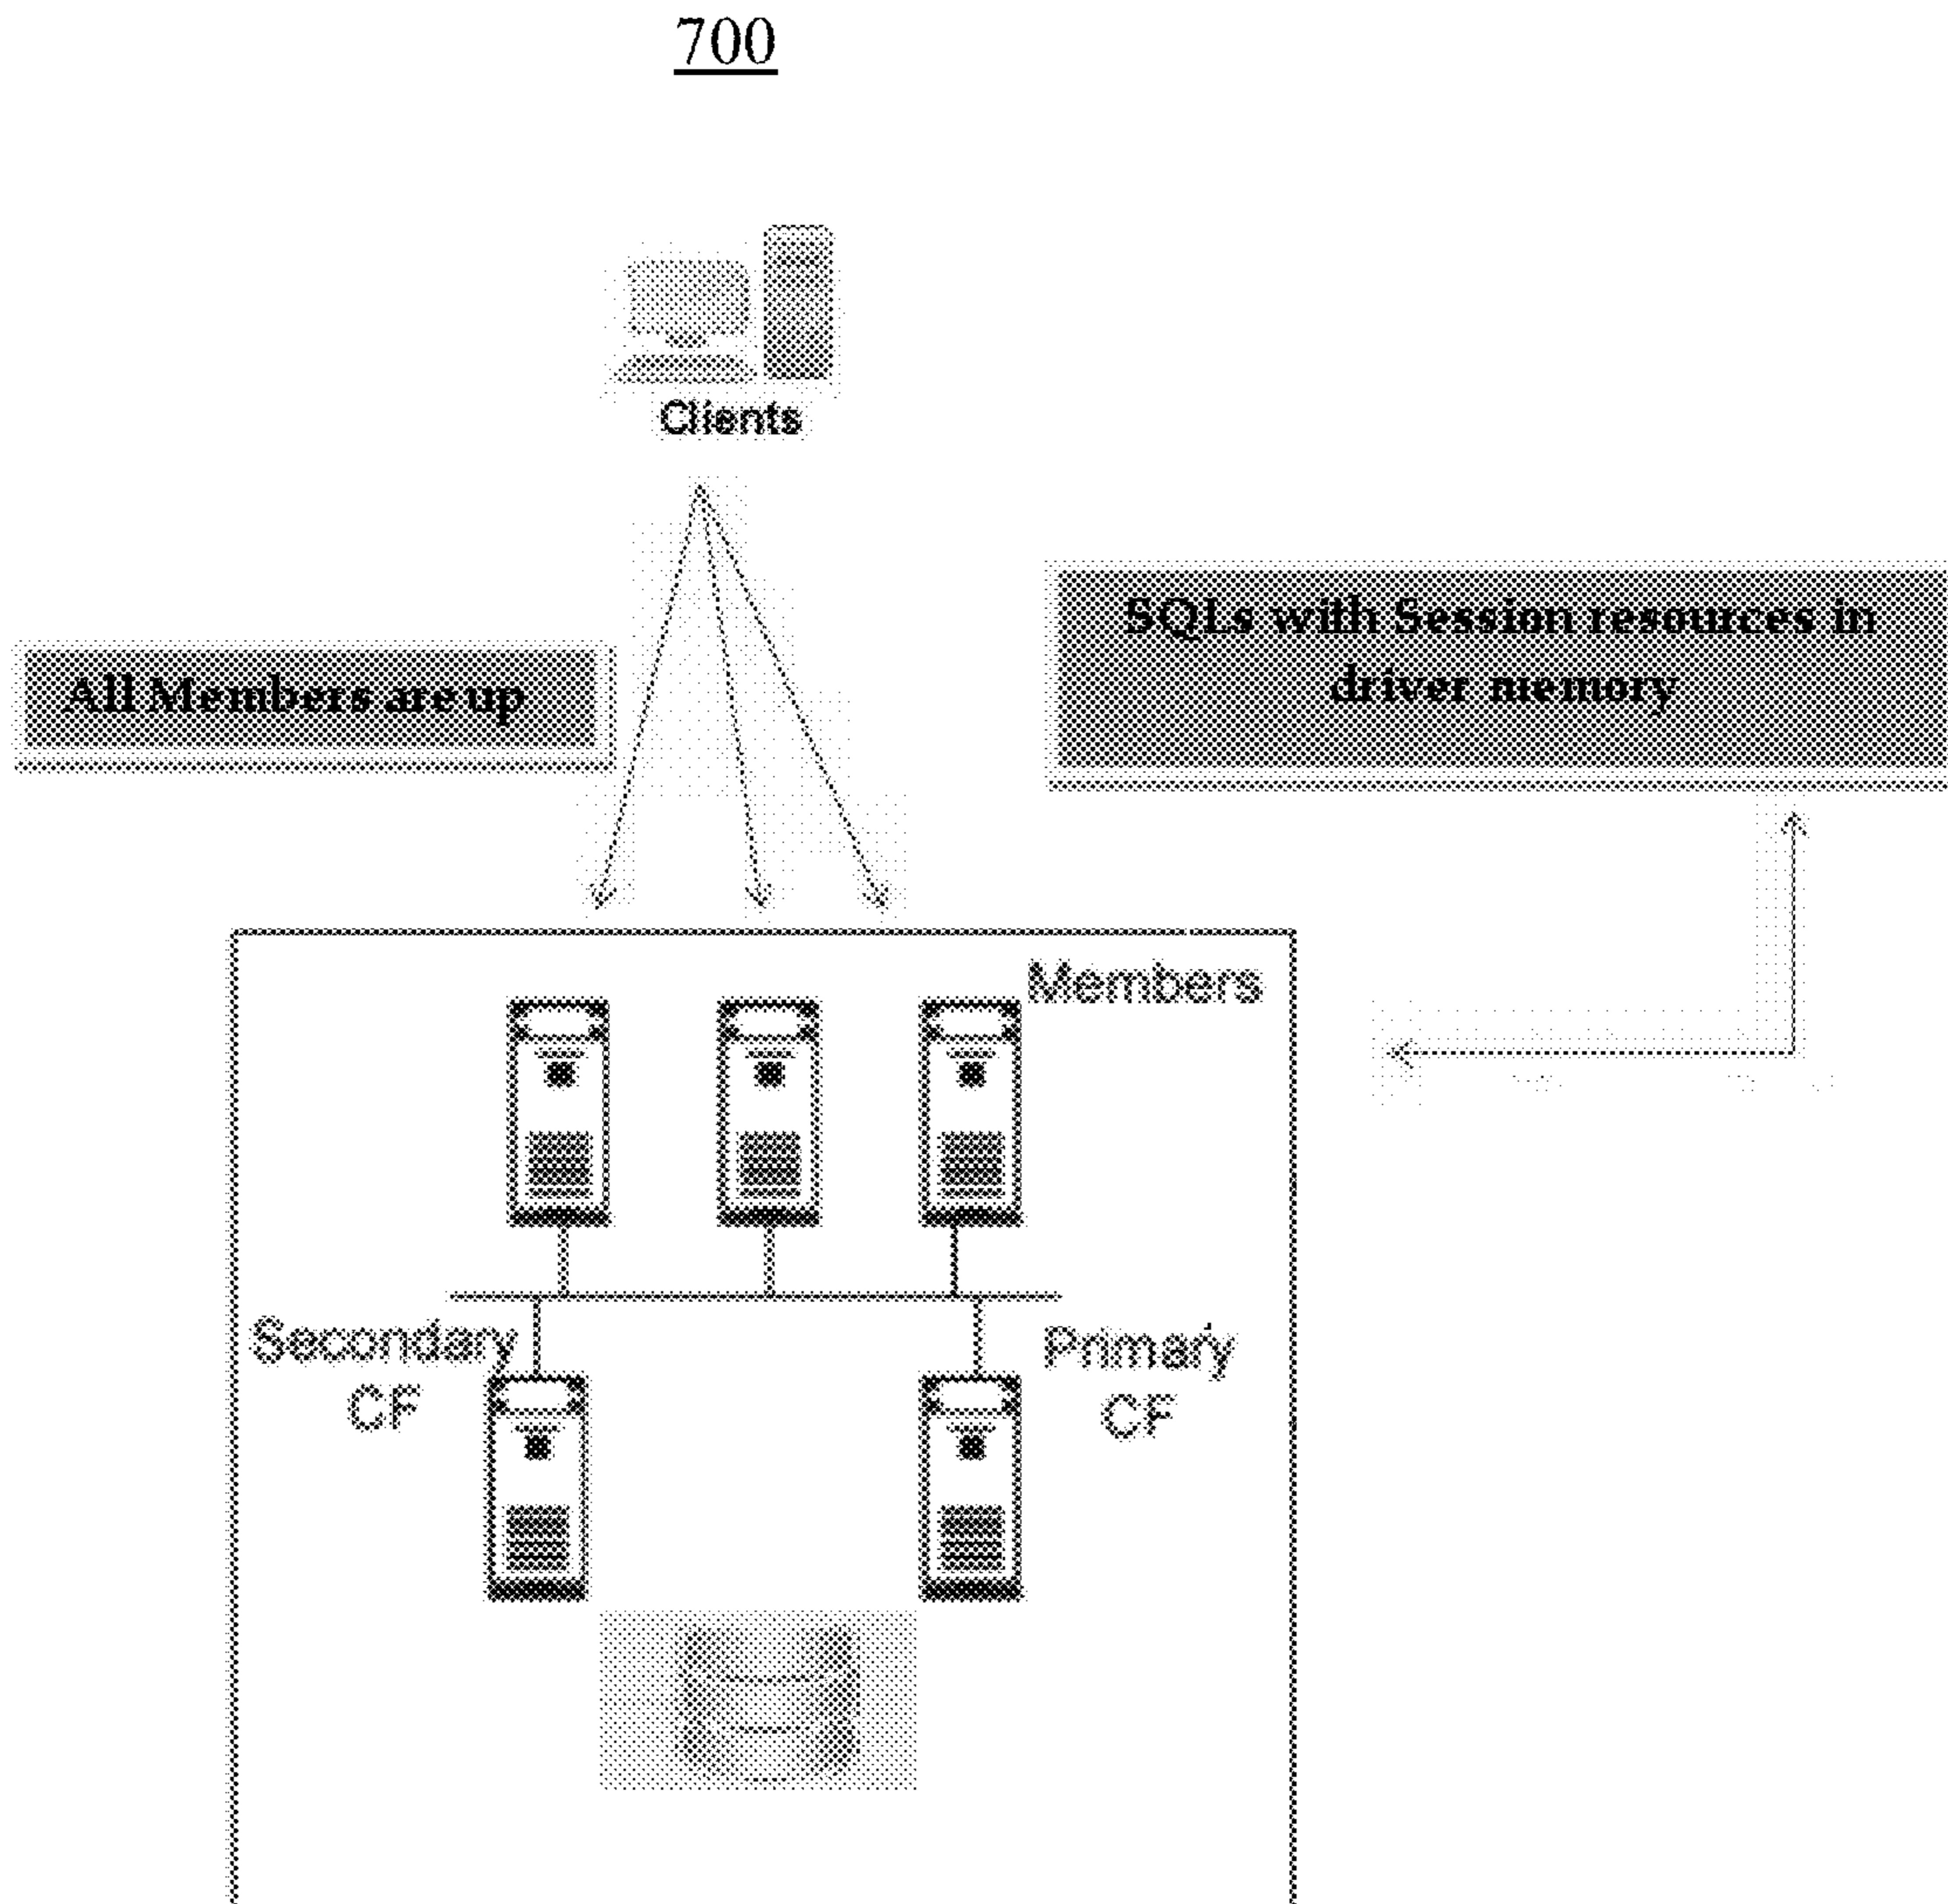 700
Clients
SQLs with Session resources in
driver memory
All Members are up
Members
Secondary
CF
Primary
CF